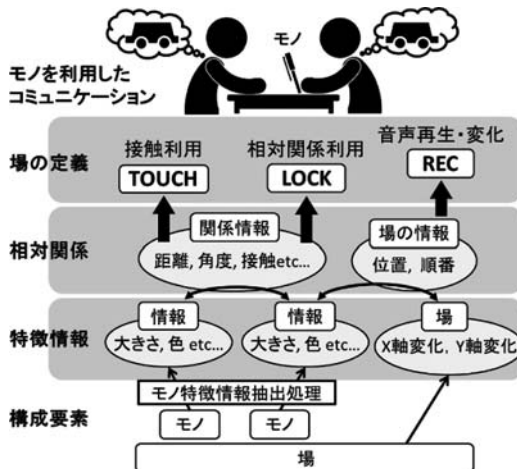 モノ
モノを利用した
コミュニケーション
場の定義
接触利用
TOUCH
相対関係利用
LOCK
音声再生・変化
REC
相対関係
関係情報
距離, 角度, 接触etc...
場の情報
位置, 順番
特徴情報
情報
大きさ, 色 etc...
情報
大きさ, 色 etc...
場
X軸変化, Y軸変化
モノ特徴情報抽出処理
構成要素
モノ
モノ
場